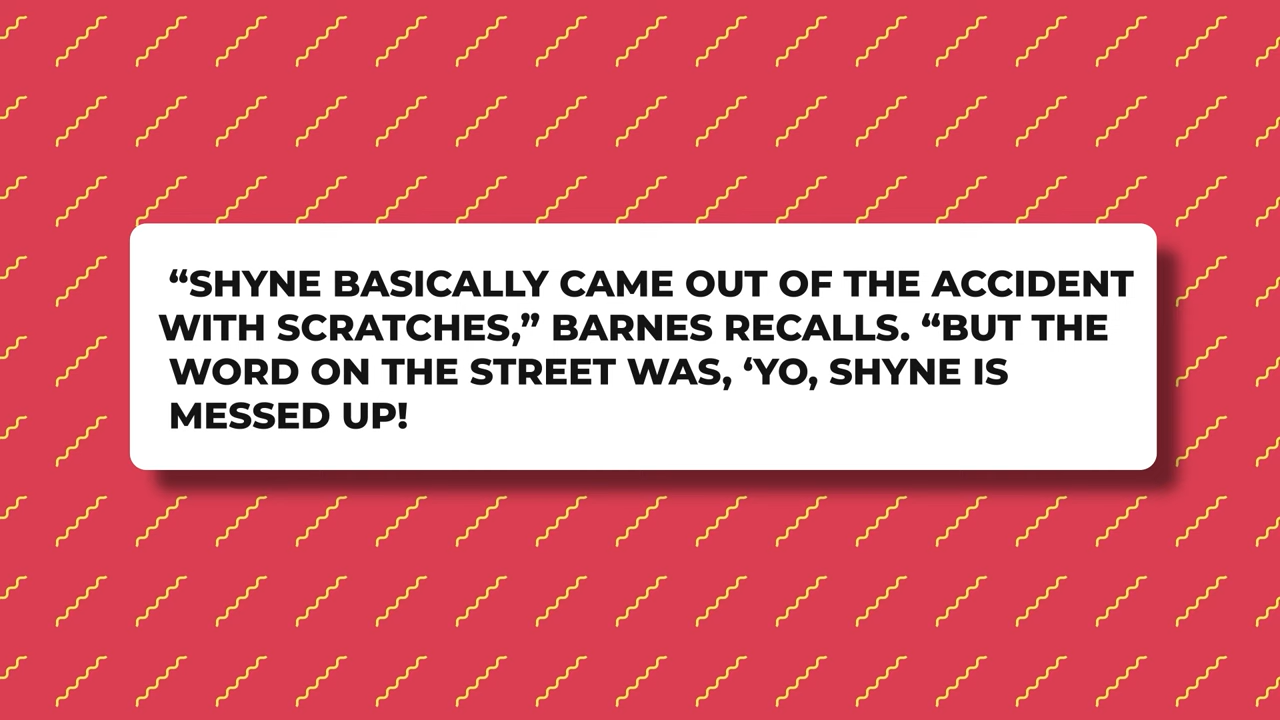 “SHYNE BASICALLY CAME OUT OF THE ACCIDENT
WITH SCRATCHES,” BARNES RECALLS. “BUT THE
WORD ON THE STREET WAS, ‘YO, SHYNE IS
MESSED UP!